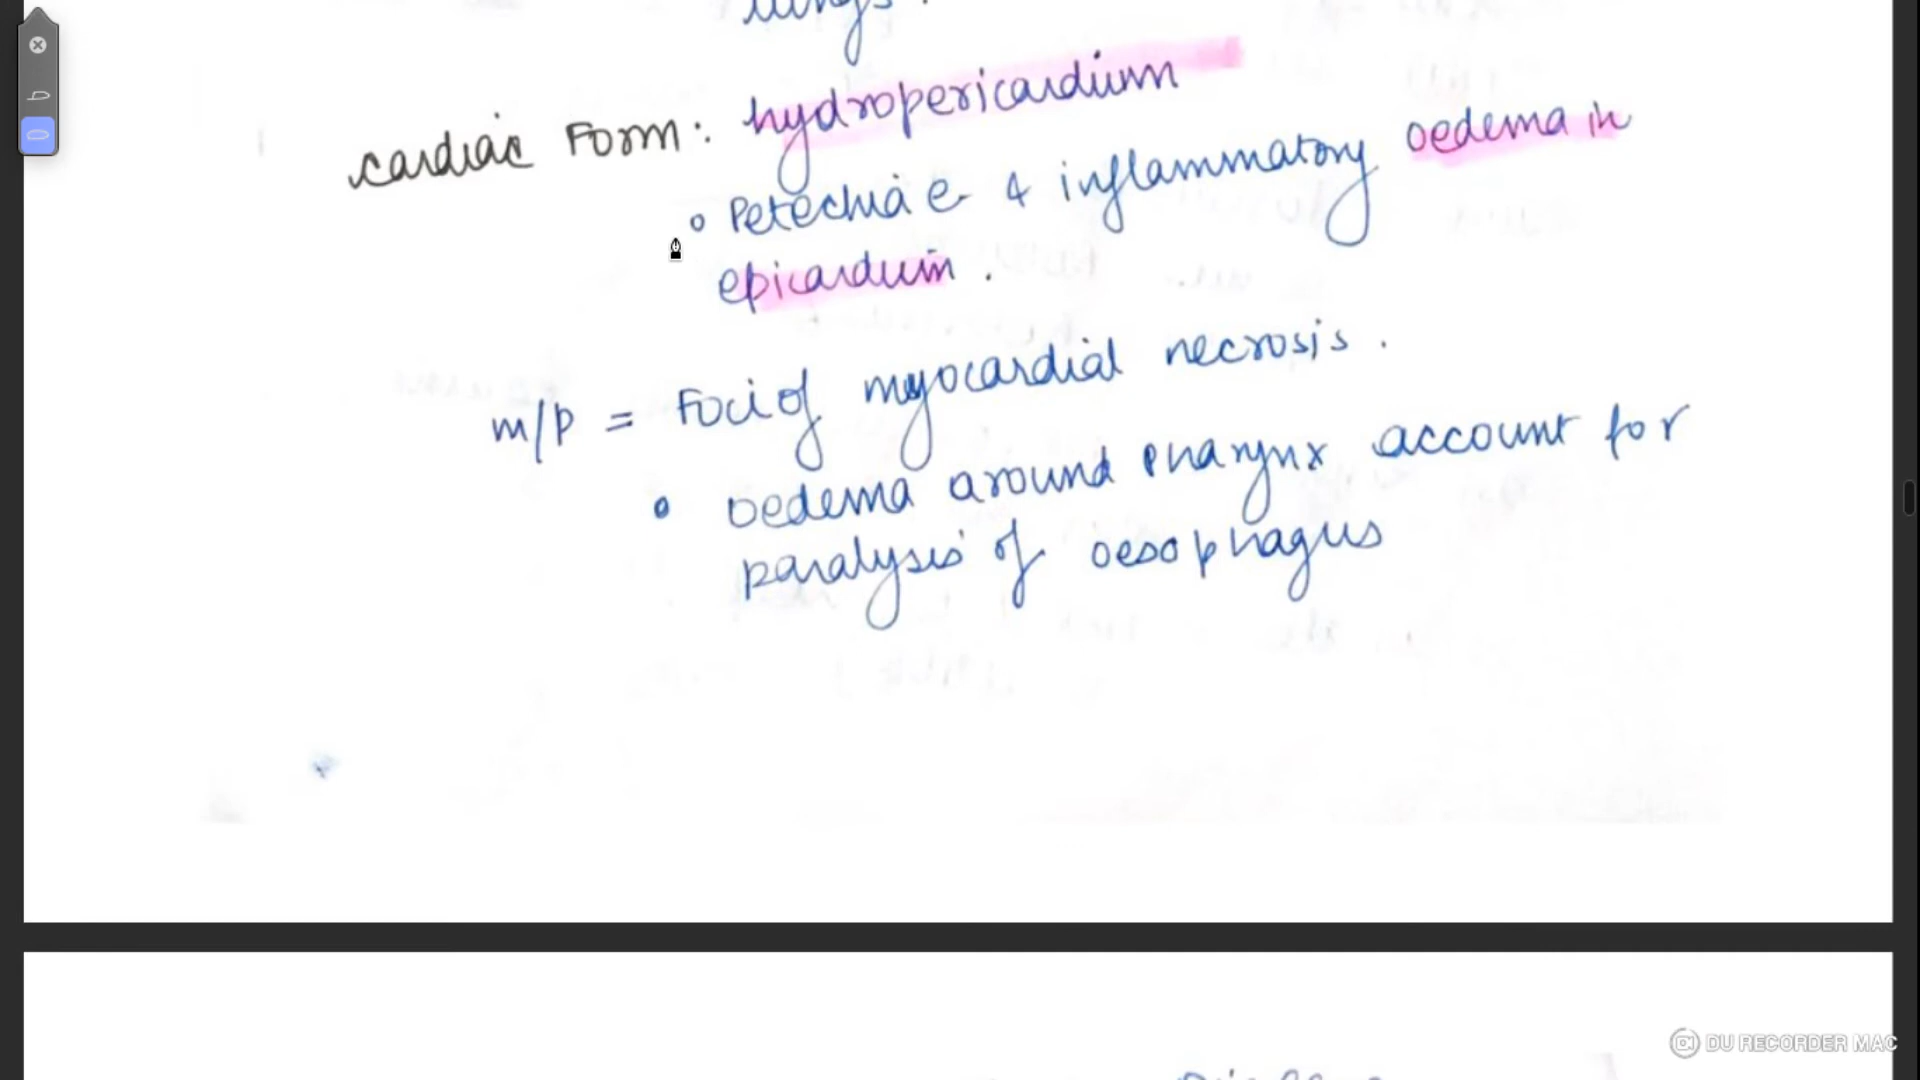 lungs.
cardiac Form: hydropericardium
° Petechiae & inflammatory oedema in
epicardium.
m/p = Foci of myocardial necrosis.
• oedema around pharynx account for
paralysis of oesophagus
DU RECORDER MAC